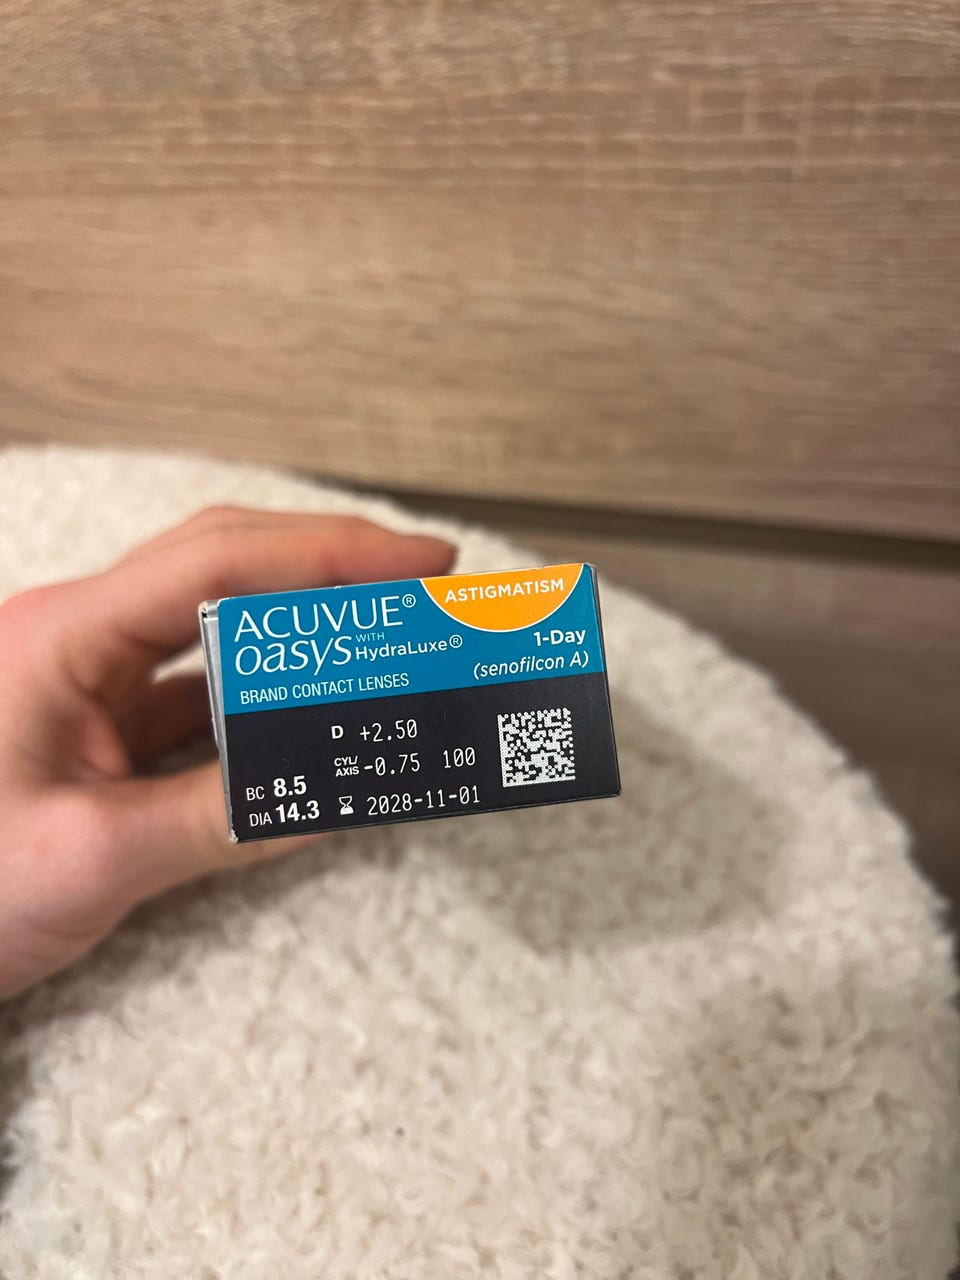 ACUVUE®
oasys WITH HydraLuxe®
BRAND CONTACT LENSES
ASTIGMATISM
1-Day
(senofilcon A)
D +2.50
CYL/AXIS -0.75 100
BC 8.5
DIA 14.3
2028-11-01